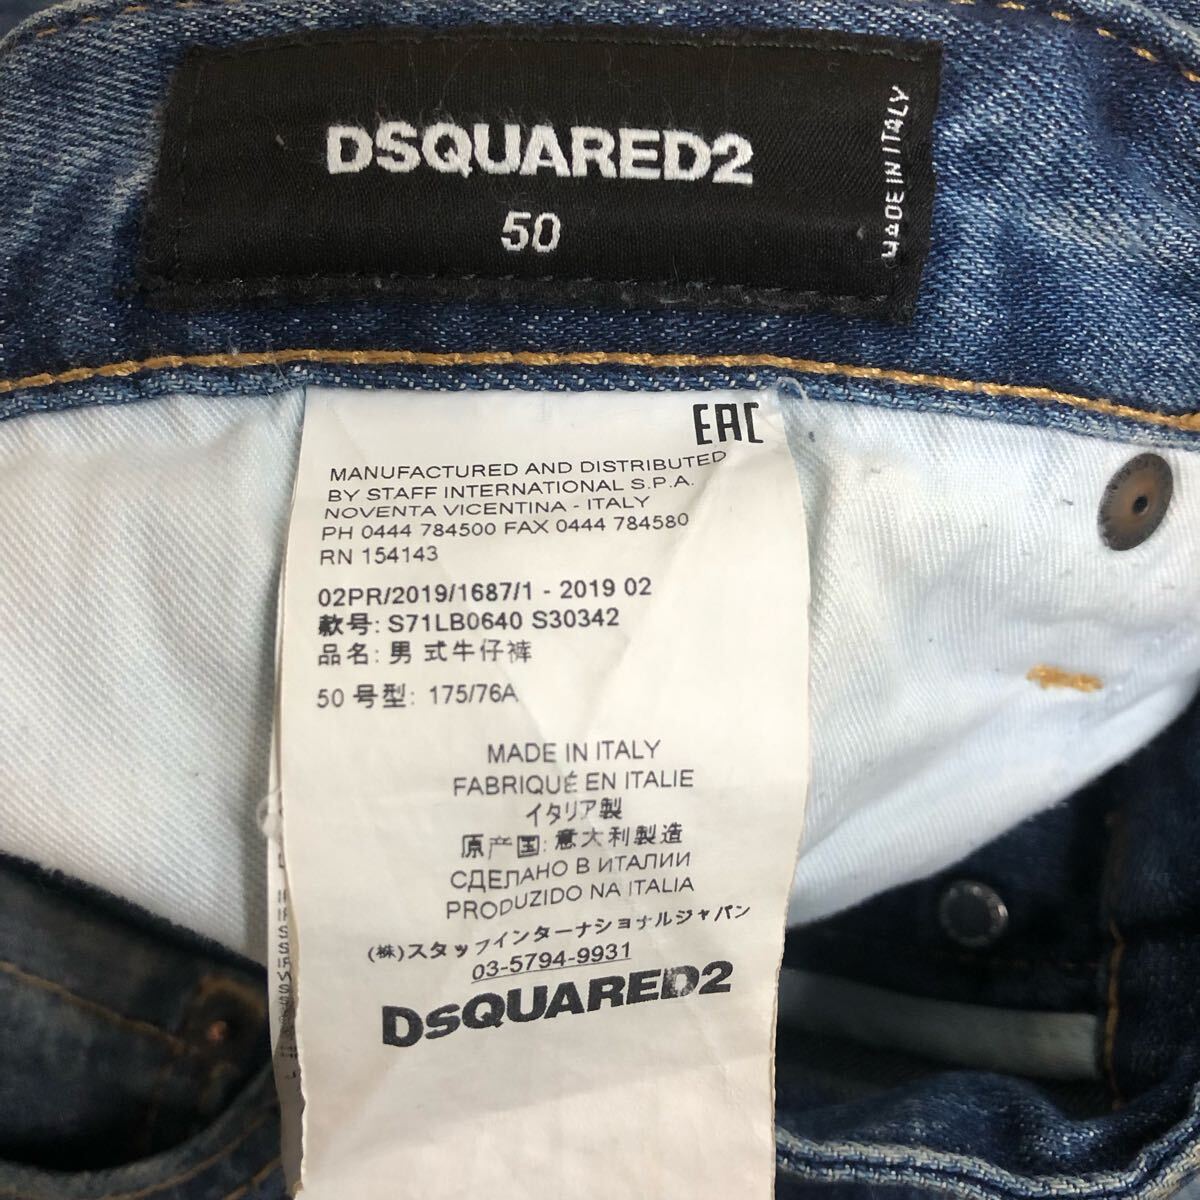 DSQUARED2
50
MADE IN ITALY
EAC
MANUFACTURED AND DISTRIBUTED
BY STAFF INTERNATIONAL S.P.A.
NOVENTA VICENTINA - ITALY
PH 0444 784500 FAX 0444 784580
RN 154143
02PR/2019/1687/1 - 2019 02
款号: S71LB0640 S30342
品名: 男 式牛仔裤
50 号型: 175/76A
MADE IN ITALY
FABRIQUÉ EN ITALIE
イタリア製
原产国: 意大利製造
СДЕЛАНО В ИТАЛИИ
PRODUZIDO NA ITALIA
(株)スタッフインターナショナルジャパン
03-5794-9931
DSQUARED2